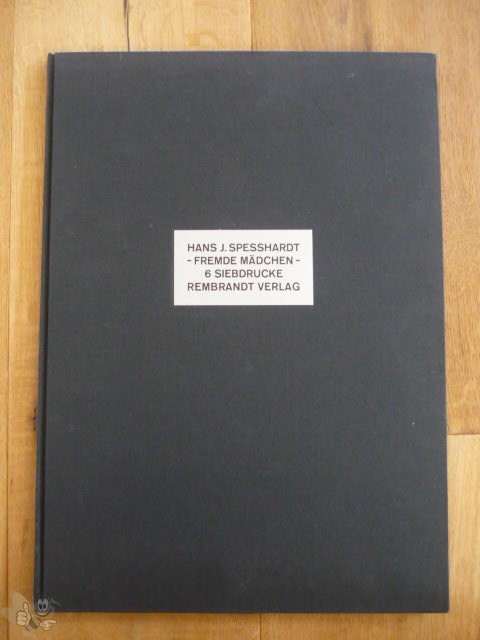 HANS J. SPESSHARDT
- FREMDE MÄDCHEN -
6 SIEBDRUCKE
REMBRANDT VERLAG